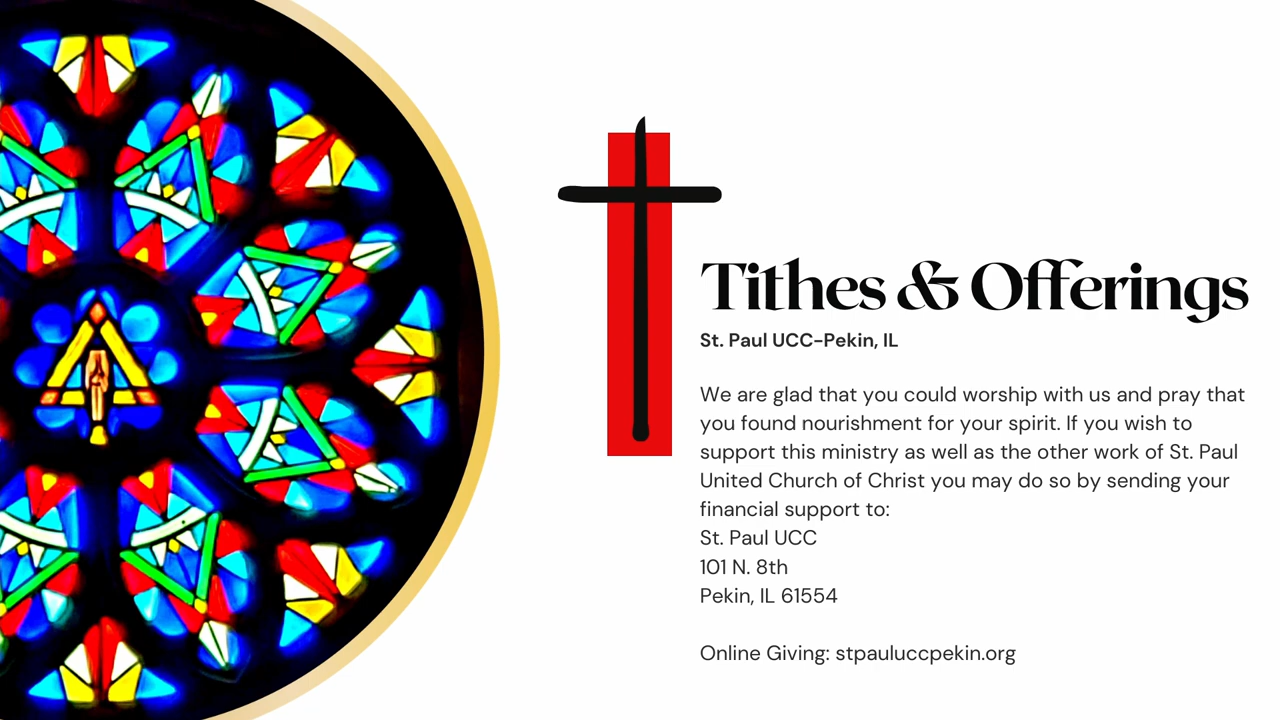 Tithes & Offerings
St. Paul UCC-Pekin, IL
We are glad that you could worship with us and pray that
you found nourishment for your spirit. If you wish to
support this ministry as well as the other work of St. Paul
United Church of Christ you may do so by sending your
financial support to:
St. Paul UCC
101 N. 8th
Pekin, IL 61554
Online Giving: stpauluccpekin.org